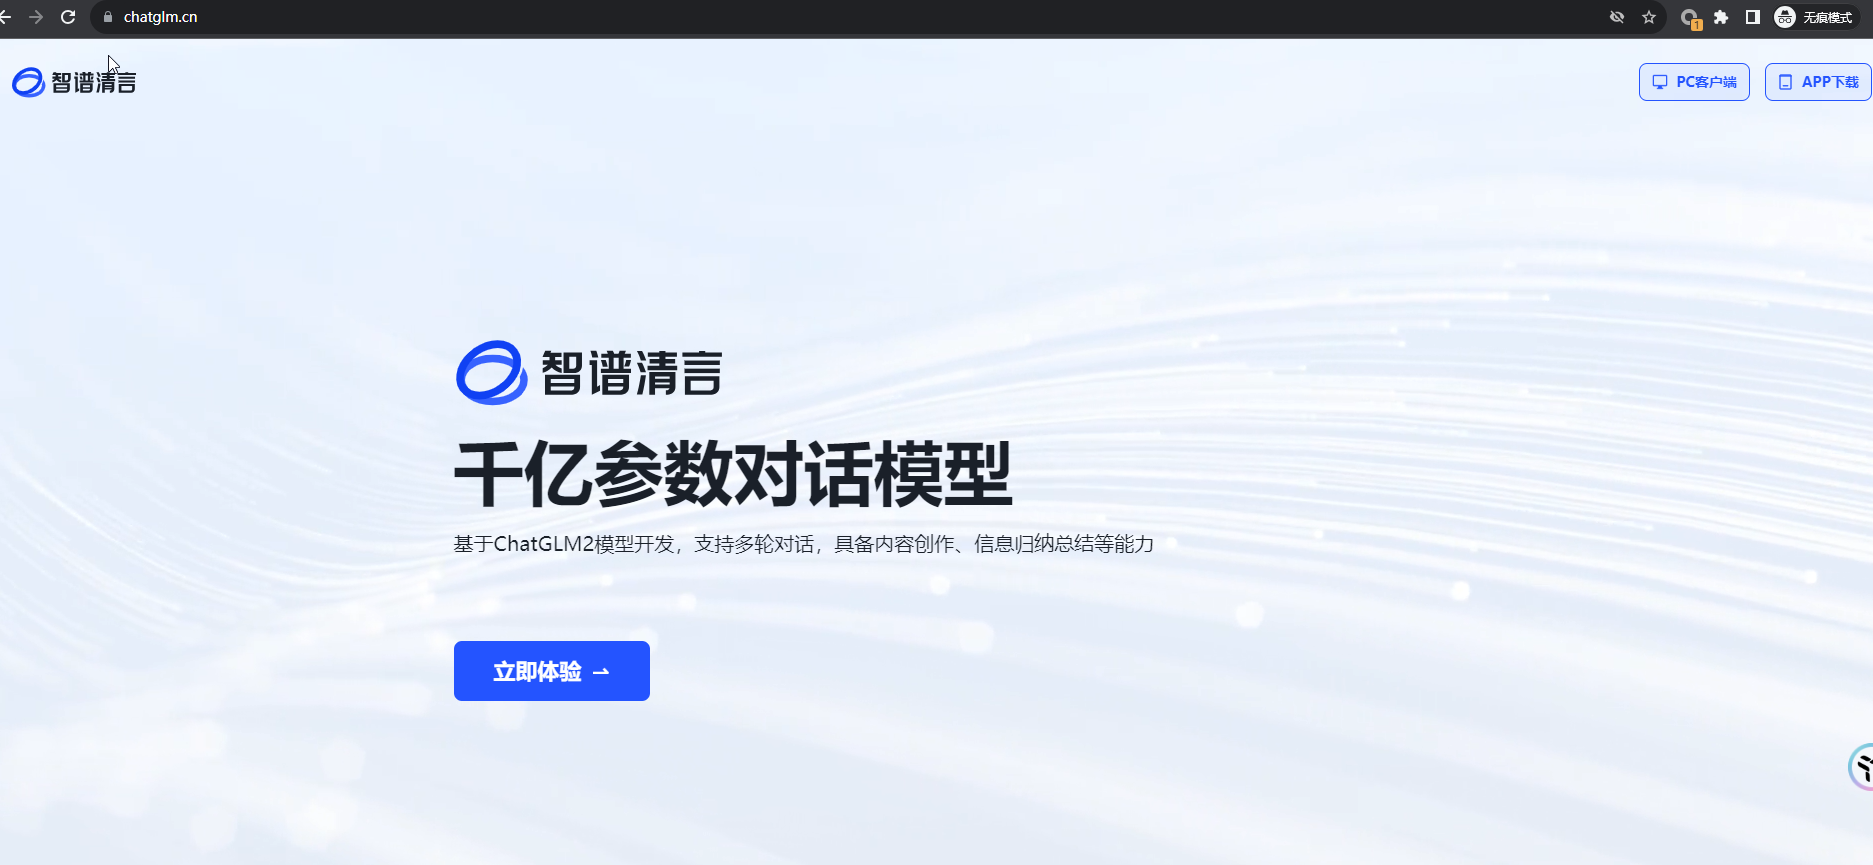 chatglm.cn
1
无痕模式
智谱清言
PC客户端
APP下载
智谱清言
千亿参数对话模型
基于ChatGLM2模型开发，支持多轮对话，具备内容创作、信息归纳总结等能力
立即体验 →